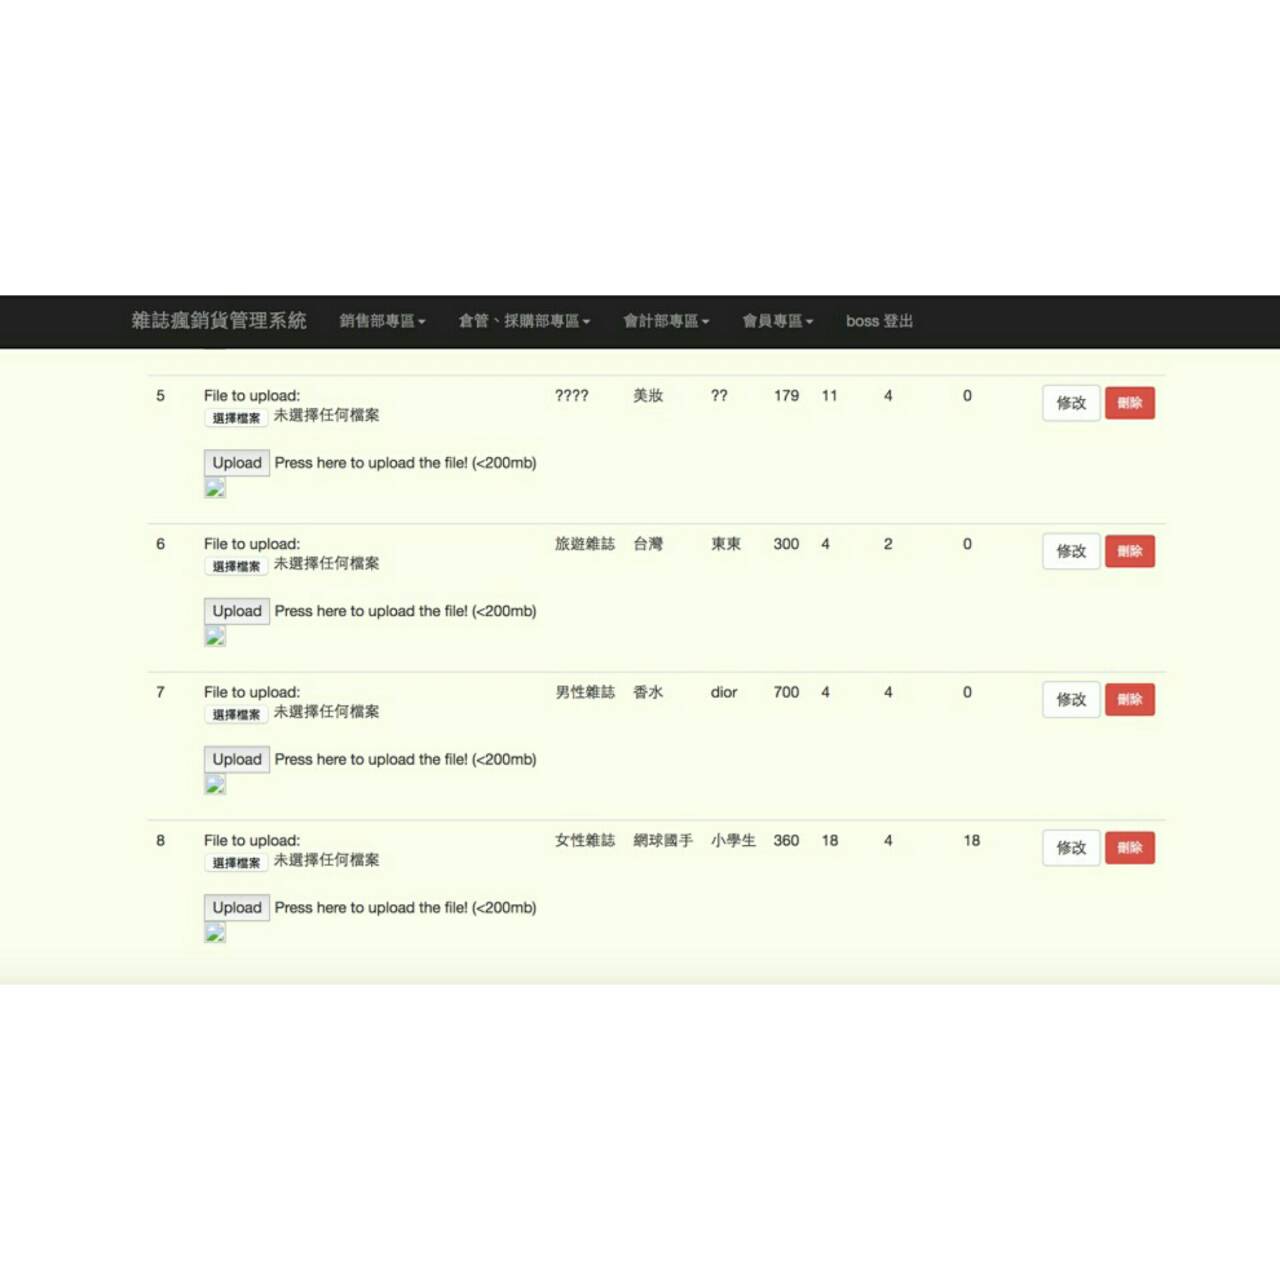 雜誌瘋銷貨管理系統 銷售部專區 倉管、採購部專區 會計部專區 會員專區 boss 登出
5 File to upload: ???? 美妝 ?? 179 11 4 0 修改 刪除
選擇檔案 未選擇任何檔案
Upload Press here to upload the file! (<200mb)
6 File to upload: 旅遊雜誌 台灣 東東 300 4 2 0 修改 刪除
選擇檔案 未選擇任何檔案
Upload Press here to upload the file! (<200mb)
7 File to upload: 男性雜誌 香水 dior 700 4 4 0 修改 刪除
選擇檔案 未選擇任何檔案
Upload Press here to upload the file! (<200mb)
8 File to upload: 女性雜誌 網球國手 小學生 360 18 4 18 修改 刪除
選擇檔案 未選擇任何檔案
Upload Press here to upload the file! (<200mb)